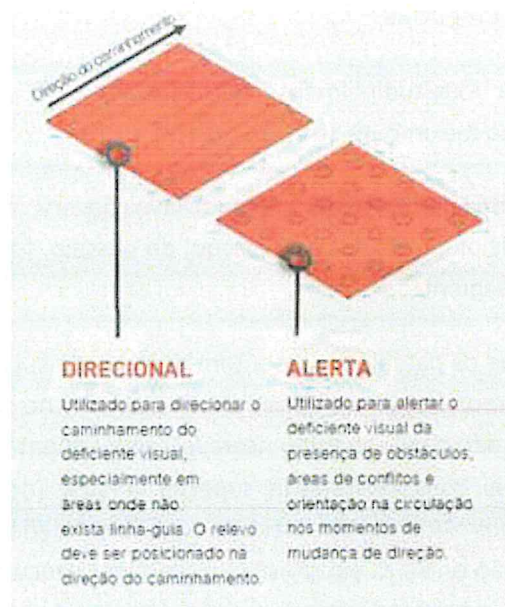 Direção do caminhamento
DIRECIONAL
Utilizado para direcionar o
caminhamento do
deficiente visual,
especialmente em
áreas onde não
exista linha-guia. O relevo
deve ser posicionado na
direção do caminhamento.
ALERTA
Utilizado para alertar o
deficiente visual da
presença de obstáculos,
áreas de conflitos e
orientação na circulação
nos momentos de
mudança de direção.